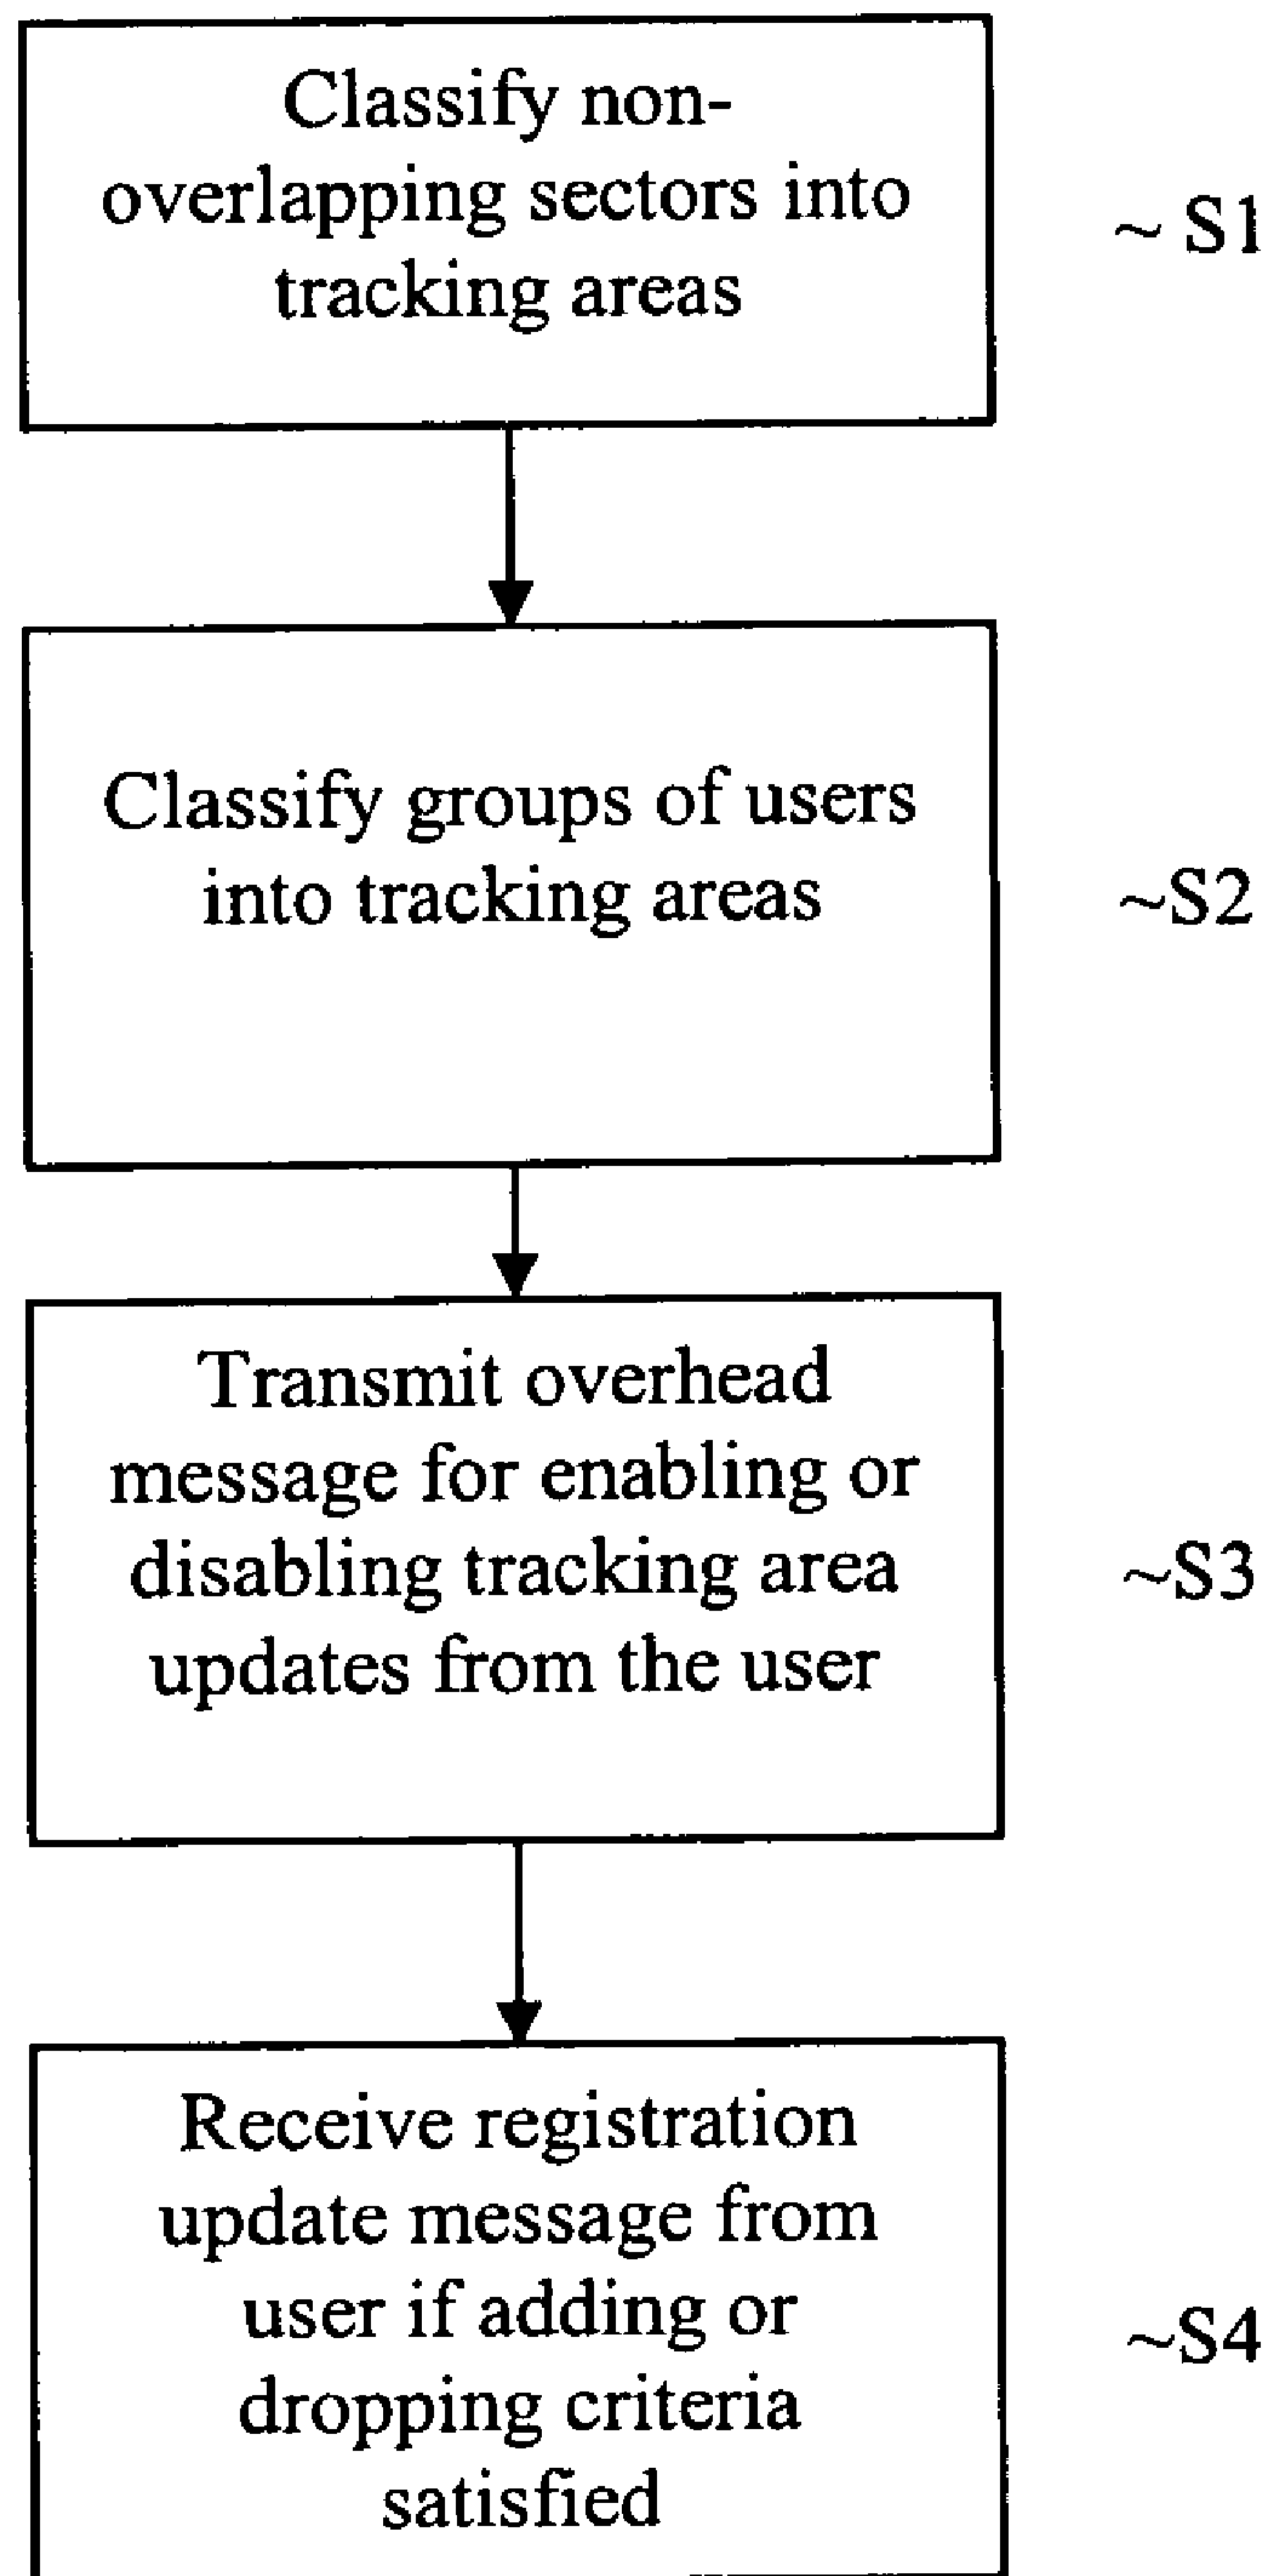 Classify non-
overlapping sectors into
tracking areas
~ S1
Classify groups of users
into tracking areas
~S2
Transmit overhead
message for enabling or
disabling tracking area
updates from the user
~S3
Receive registration
update message from
user if adding or
dropping criteria
satisfied
~S4